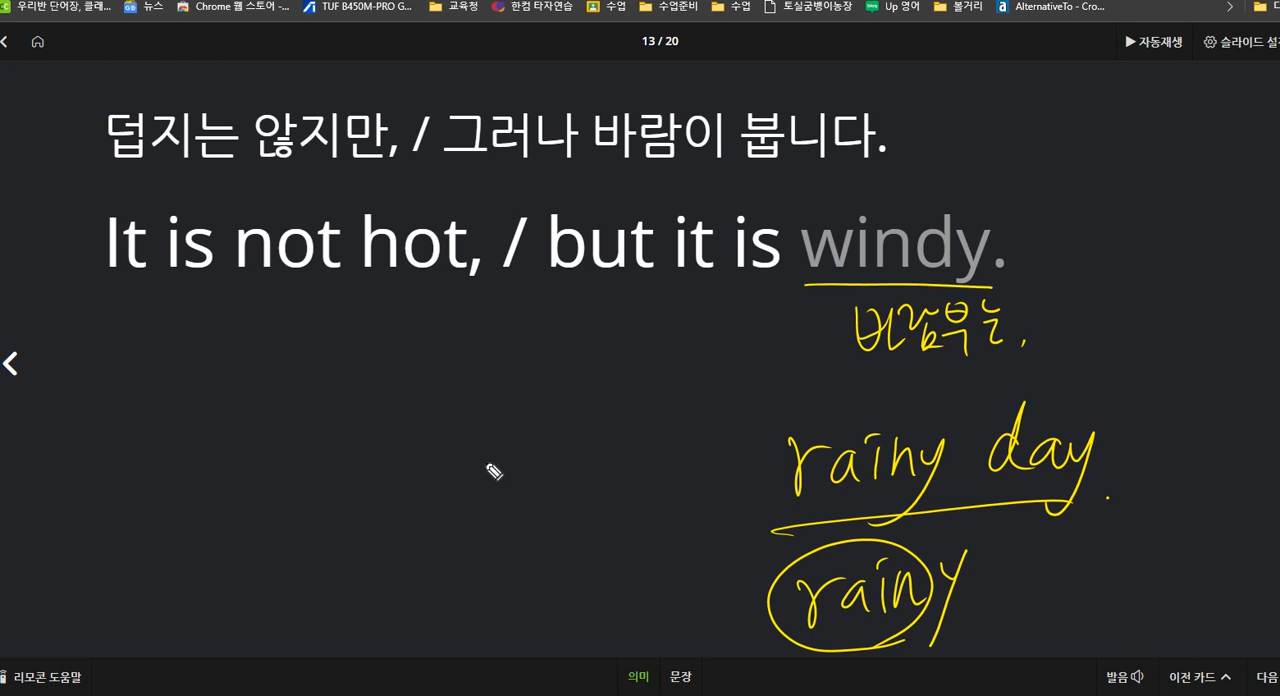 우리반 단어장, 클래... 뉴스 Chrome 웹 스토어 -... TUF B450M-PRO G... 교육청 한컴 타자연습 수업 수업준비 수업 토실굼벵이농장 Up 영어 볼거리 AlternativeTo - Cro...
13 / 20 자동재생 슬라이드 설
덥지는 않지만, / 그러나 바람이 붑니다.
It is not hot, / but it is windy.
바람부는,
rainy day.
rainy
리모콘 도움말 의미 문장 발음 이전 카드 다음